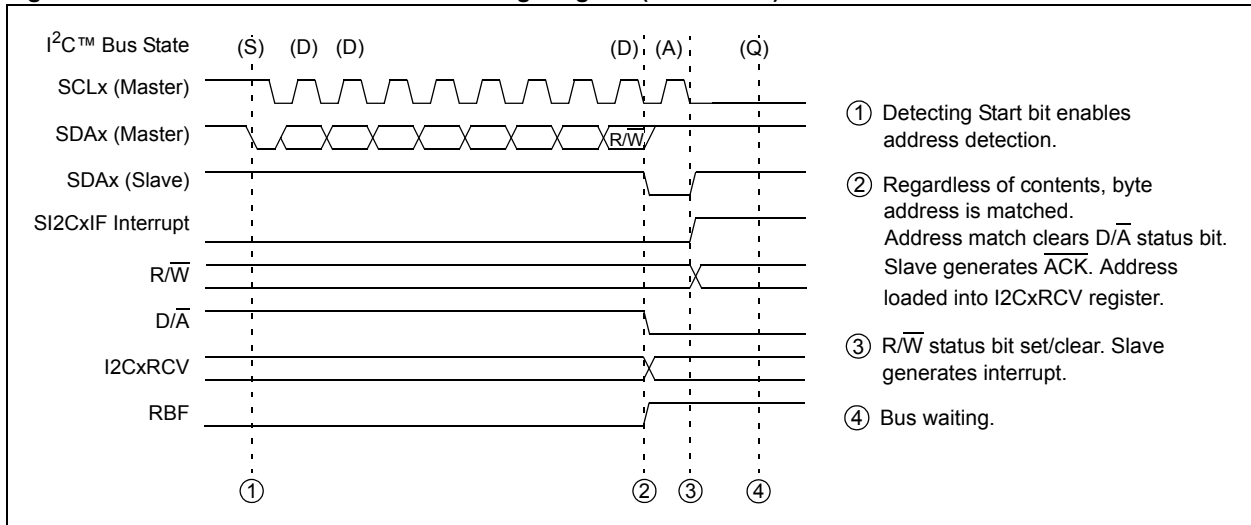 I²C™ Bus State (S) (D) (D) (D) (A) (Q)
SCLx (Master)
SDAx (Master) R/W̅
SDAx (Slave)
SI2CxIF Interrupt
R/W̅
D/A̅
I2CxRCV
RBF
① ② ③ ④
① Detecting Start bit enables
address detection.
② Regardless of contents, byte
address is matched.
Address match clears D/A̅ status bit.
Slave generates A̅C̅K̅. Address
loaded into I2CxRCV register.
③ R/W̅ status bit set/clear. Slave
generates interrupt.
④ Bus waiting.